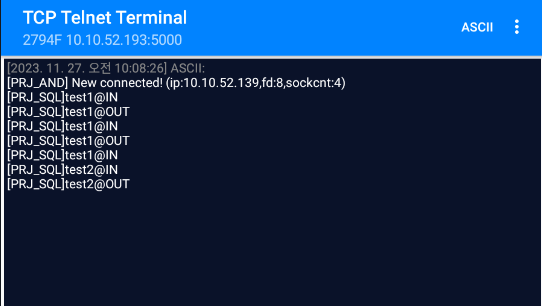 TCP Telnet Terminal
ASCII
2794F 10.10.52.193:5000
[2023. 11. 27. 오전 10:08:26] ASCII:
[PRJ_AND] New connected! (ip:10.10.52.139,fd:8,sockcnt:4)
[PRJ_SQL]test1@IN
[PRJ_SQL]test1@OUT
[PRJ_SQL]test1@IN
[PRJ_SQL]test1@OUT
[PRJ_SQL]test1@IN
[PRJ_SQL]test2@IN
[PRJ_SQL]test2@OUT